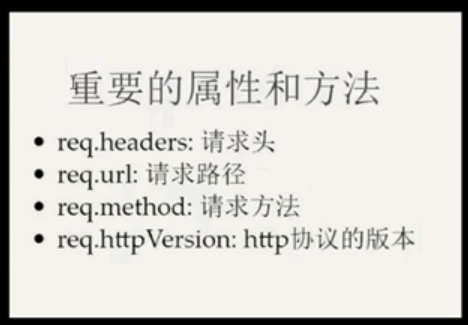 重要的属性和方法
• req.headers: 请求头
• req.url: 请求路径
• req.method: 请求方法
• req.httpVersion: http协议的版本